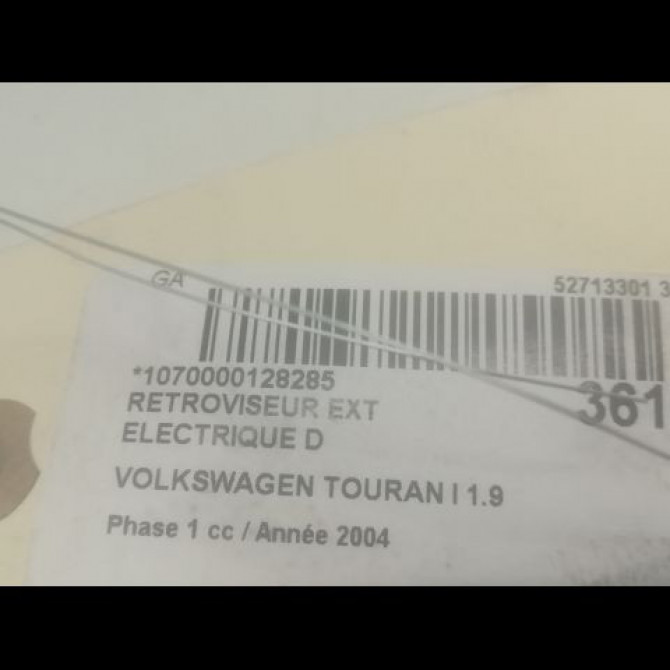 GA
52713301 3
*1070000128285
361
RETROVISEUR EXT
ELECTRIQUE D
VOLKSWAGEN TOURAN I 1.9
Phase 1 cc / Année 2004